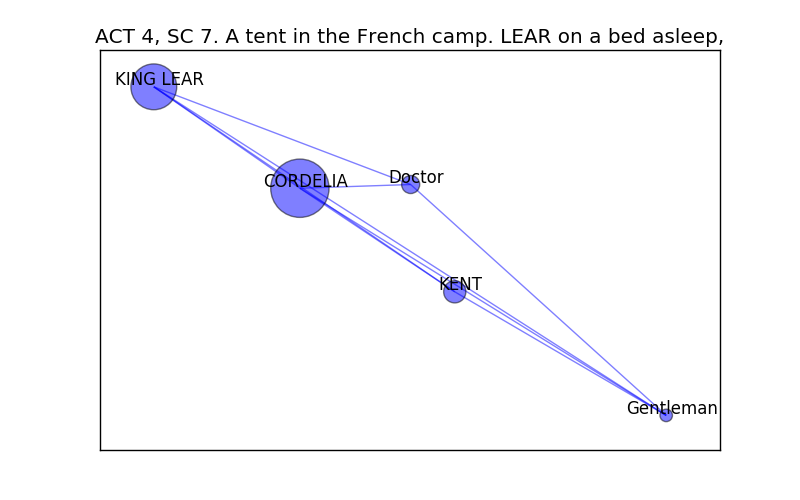 ACT 4, SC 7. A tent in the French camp. LEAR on a bed asleep,
KING LEAR
Doctor
CORDELIA
KENT
Gentleman